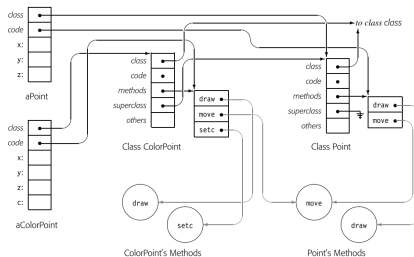 class
code
x:
y:
z:
aPoint
class
code
x:
y:
z:
c:
aColorPoint
class
code
methods
superclass
others
Class ColorPoint
draw
move
setc
to class class
class
code
methods
superclass
others
Class Point
draw
move
draw
setc
ColorPoint's Methods
move
draw
Point's Methods